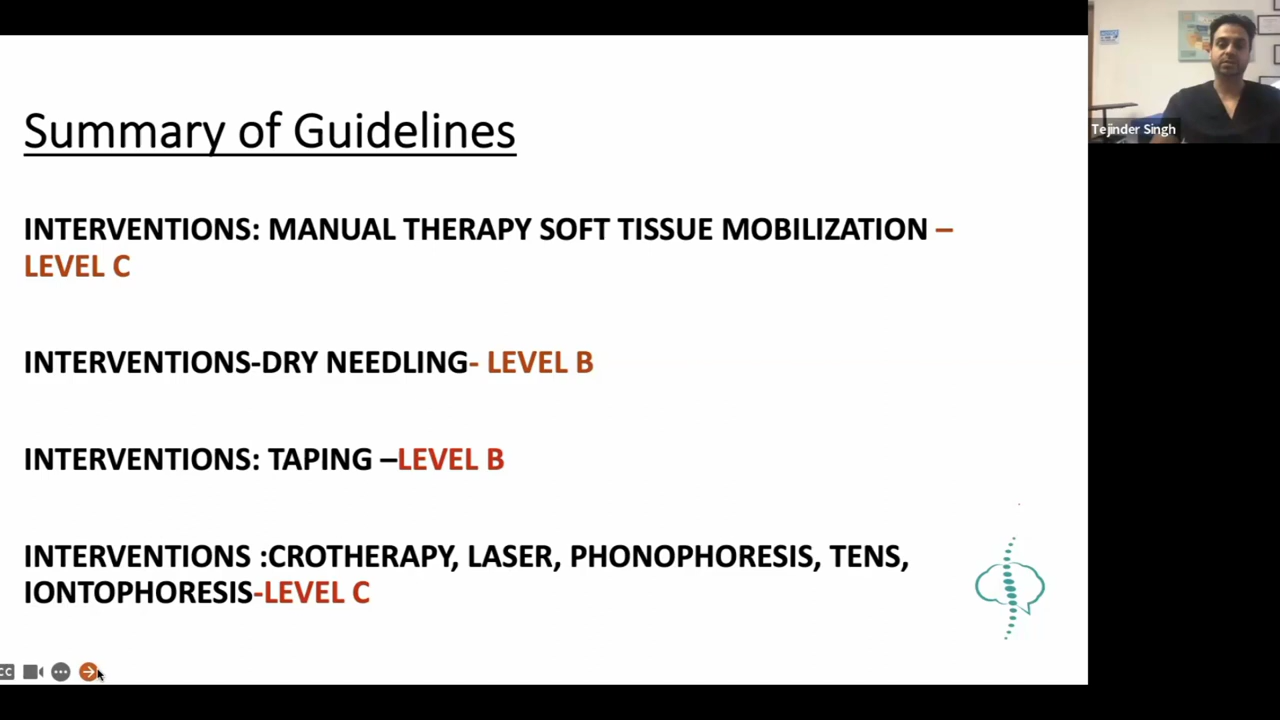 Summary of Guidelines
INTERVENTIONS: MANUAL THERAPY SOFT TISSUE MOBILIZATION –
LEVEL C
INTERVENTIONS-DRY NEEDLING- LEVEL B
INTERVENTIONS: TAPING –LEVEL B
INTERVENTIONS :CROTHERAPY, LASER, PHONOPHORESIS, TENS,
IONTOPHORESIS-LEVEL C
CC
Tejinder Singh